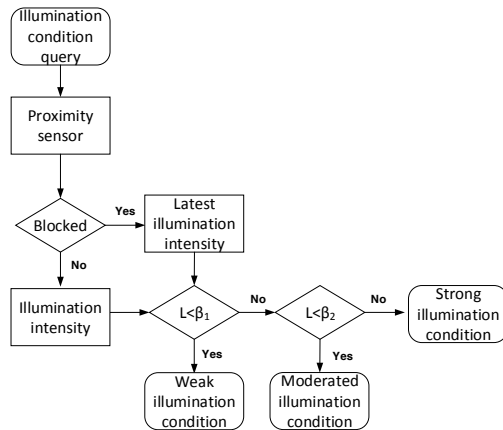 Illumination
condition
query
Proximity
sensor
Blocked
Yes
Latest
illumination
intensity
No
Illumination
intensity
L<β₁
No
L<β₂
No
Strong
illumination
condition
Yes
Weak
illumination
condition
Yes
Moderated
illumination
condition